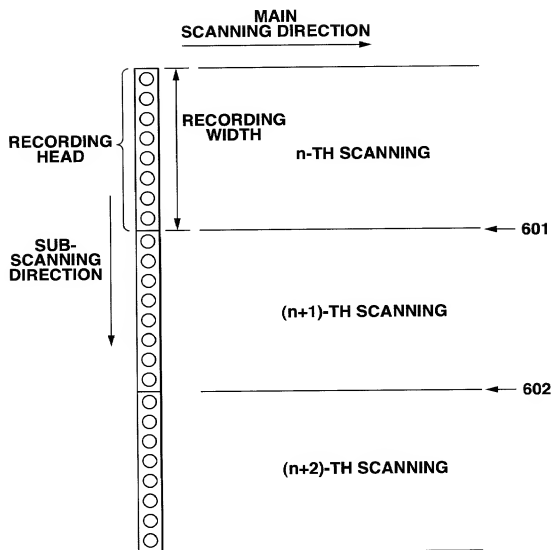 MAIN
SCANNING DIRECTION
RECORDING
WIDTH
RECORDING
HEAD
n-TH SCANNING
601
SUB-
SCANNING
DIRECTION
(n+1)-TH SCANNING
602
(n+2)-TH SCANNING